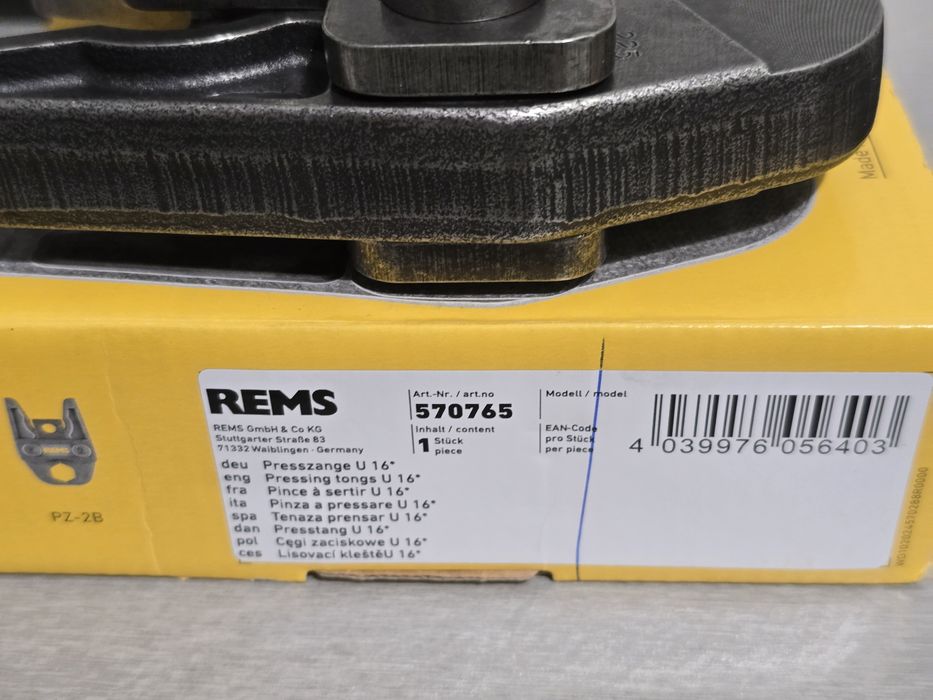 225
Made
REMS
REMS GmbH & Co KG
Stuttgarter Straße 83
71332 Waiblingen · Germany
Art.-Nr. / art.no
570765
Inhalt / content
1 Stück
piece
Modell / model
EAN-Code
pro Stück
per piece
4 039976 056403
deu Presszange U 16*
eng Pressing tongs U 16*
fra Pince à sertir U 16*
ita Pinza a pressare U 16*
spa Tenaza prensar U 16*
dan Presstang U 16*
pol Cęgi zaciskowe U 16*
ces Lisovací kleštěU 16*
PZ-2B
REMS